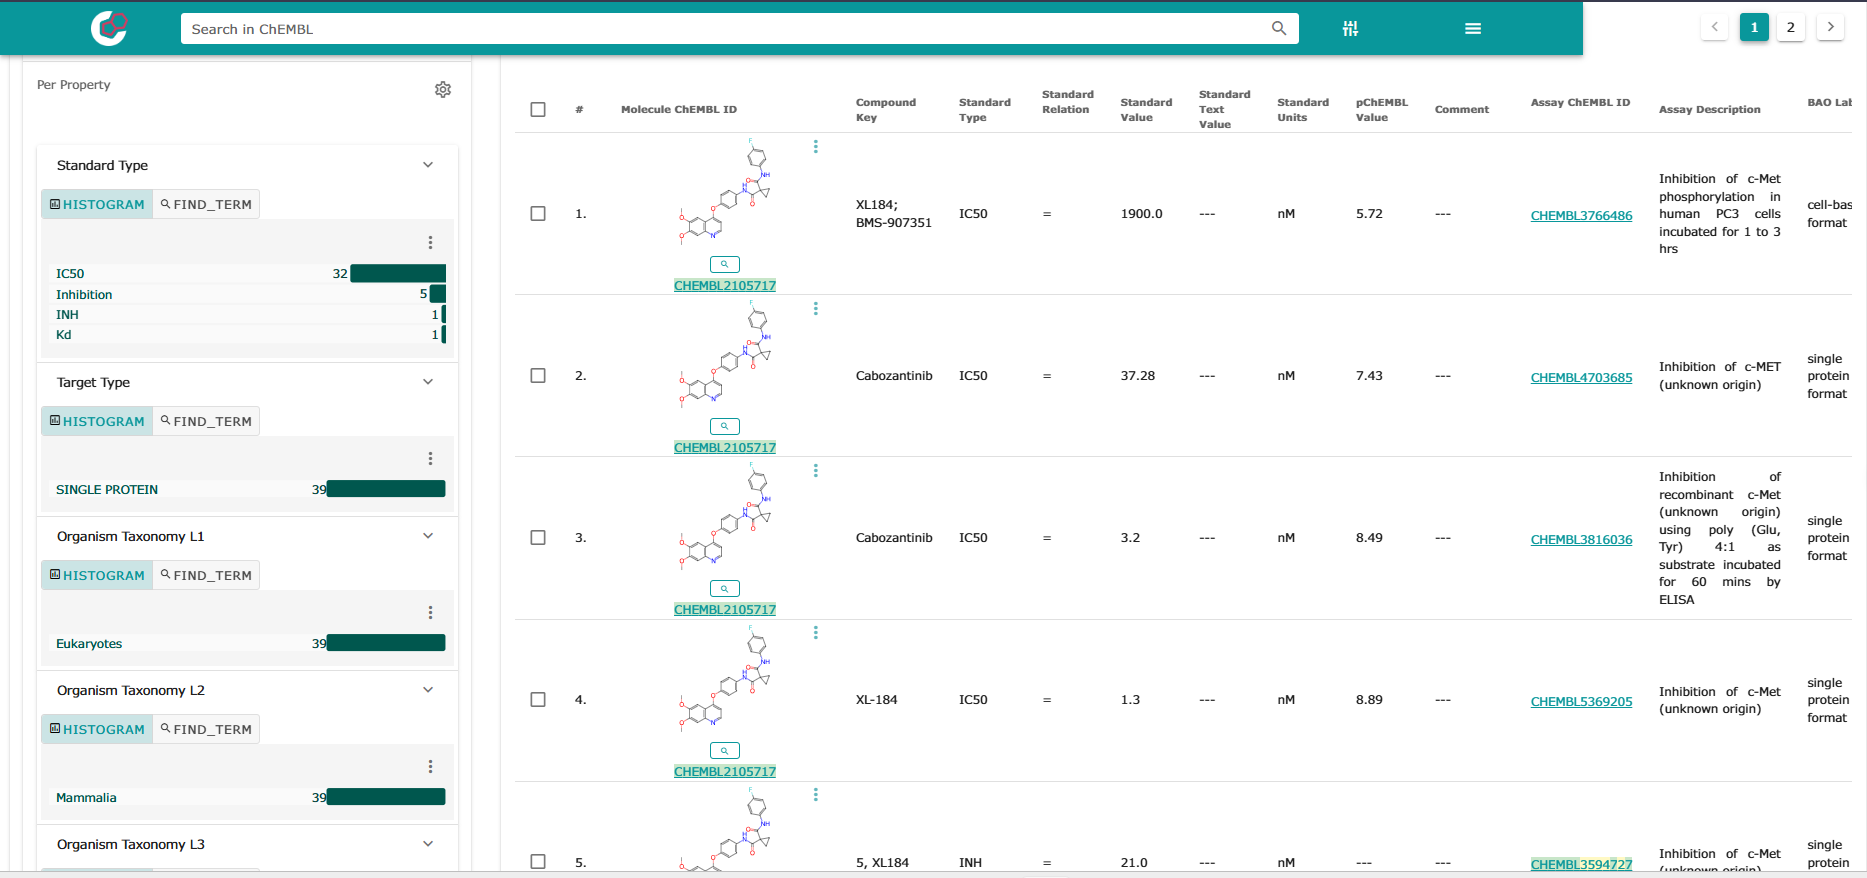 Search in ChEMBL
1
2
Per Property
Standard Type
HISTOGRAM FIND_TERM
IC50 32
Inhibition 5
INH 1
Kd 1
Target Type
HISTOGRAM FIND_TERM
SINGLE PROTEIN 39
Organism Taxonomy L1
HISTOGRAM FIND_TERM
Eukaryotes 39
Organism Taxonomy L2
HISTOGRAM FIND_TERM
Mammalia 39
Organism Taxonomy L3
#
Molecule ChEMBL ID
Compound
Key
Standard
Type
Standard
Relation
Standard
Value
Standard
Text
Value
Standard
Units
pChEMBL
Value
Comment
Assay ChEMBL ID
Assay Description
BAO Lab
1.
CHEMBL2105717
XL184;
BMS-907351
IC50
=
1900.0
---
nM
5.72
---
CHEMBL3766486
Inhibition of c-Met
phosphorylation in
human PC3 cells
incubated for 1 to 3
hrs
cell-bas
format
2.
CHEMBL2105717
Cabozantinib
IC50
=
37.28
---
nM
7.43
---
CHEMBL4703685
Inhibition of c-MET
(unknown origin)
single
protein
format
3.
CHEMBL2105717
Cabozantinib
IC50
=
3.2
---
nM
8.49
---
CHEMBL3816036
Inhibition of
recombinant c-Met
(unknown origin)
using poly (Glu,
Tyr) 4:1 as
substrate incubated
for 60 mins by
ELISA
single
protein
format
4.
CHEMBL2105717
XL-184
IC50
=
1.3
---
nM
8.89
---
CHEMBL5369205
Inhibition of c-Met
(unknown origin)
single
protein
format
5.
5, XL184
INH
=
21.0
---
nM
---
---
CHEMBL3594727
Inhibition of c-Met
(unknown origin)
single
protein